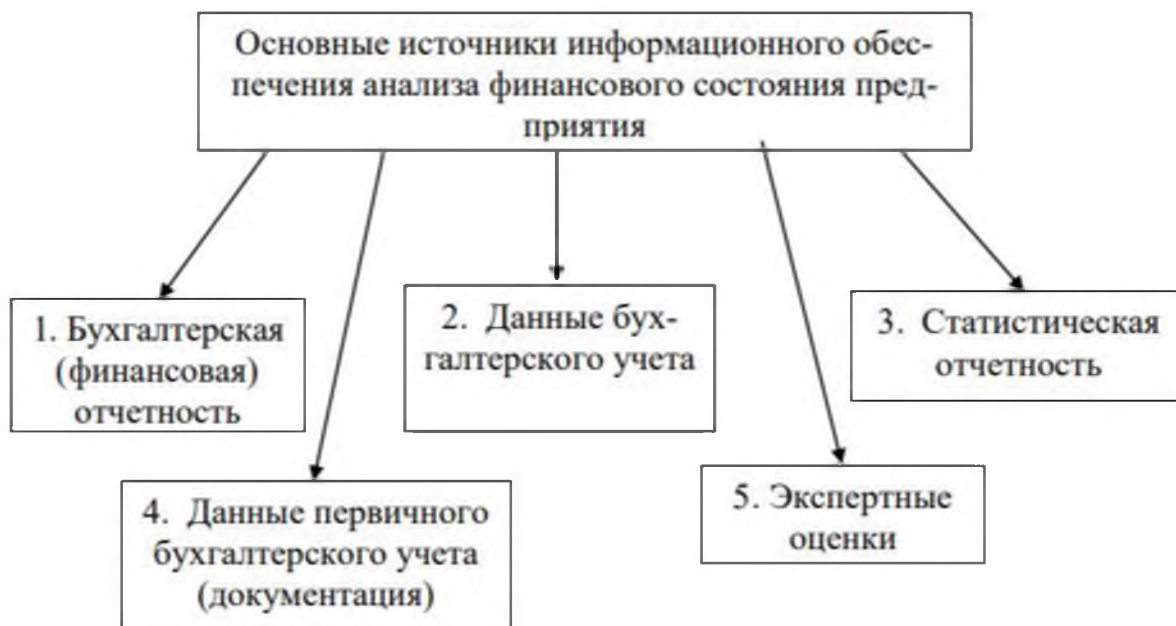 Основные источники информационного обес-
печения анализа финансового состояния пред-
приятия
1. Бухгалтерская
(финансовая)
отчетность
2. Данные бух-
галтерского учета
3. Статистическая
отчетность
4. Данные первичного
бухгалтерского учета
(документация)
5. Экспертные
оценки